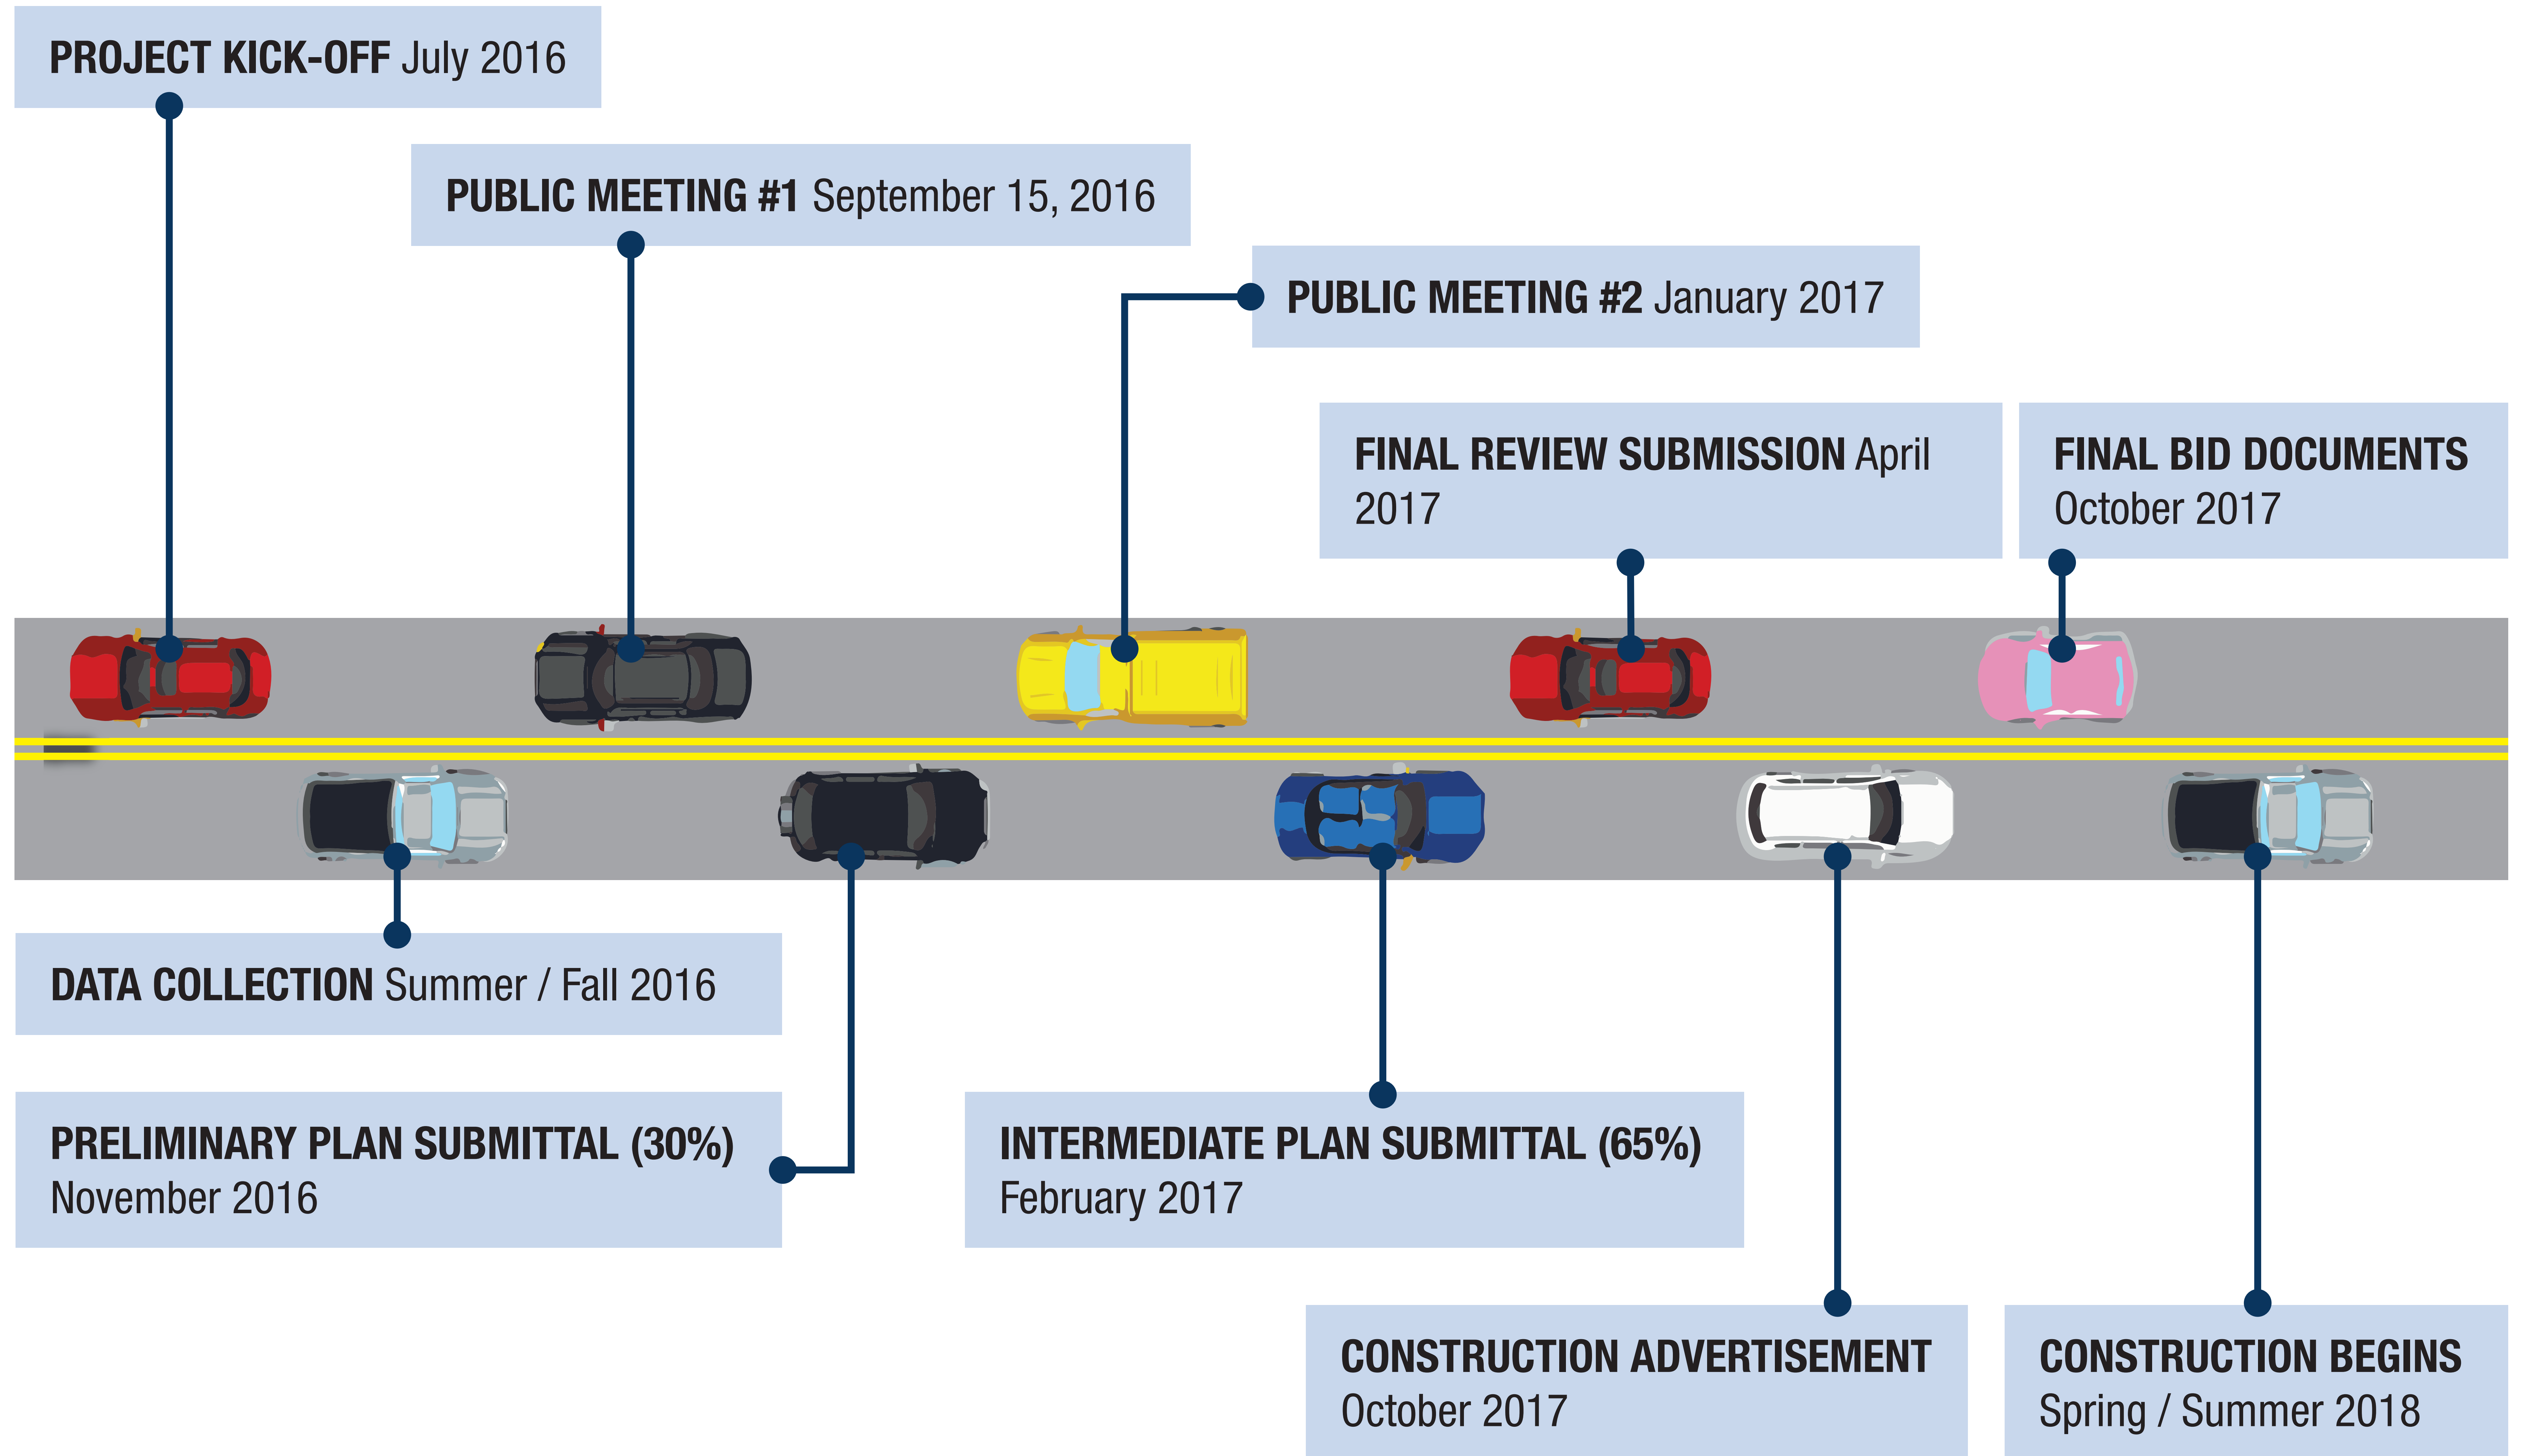 PROJECT KICK-OFF July 2016
PUBLIC MEETING #1 September 15, 2016
PUBLIC MEETING #2 January 2017
FINAL REVIEW SUBMISSION April
2017
FINAL BID DOCUMENTS
October 2017
DATA COLLECTION Summer / Fall 2016
PRELIMINARY PLAN SUBMITTAL (30%)
November 2016
INTERMEDIATE PLAN SUBMITTAL (65%)
February 2017
CONSTRUCTION ADVERTISEMENT
October 2017
CONSTRUCTION BEGINS
Spring / Summer 2018